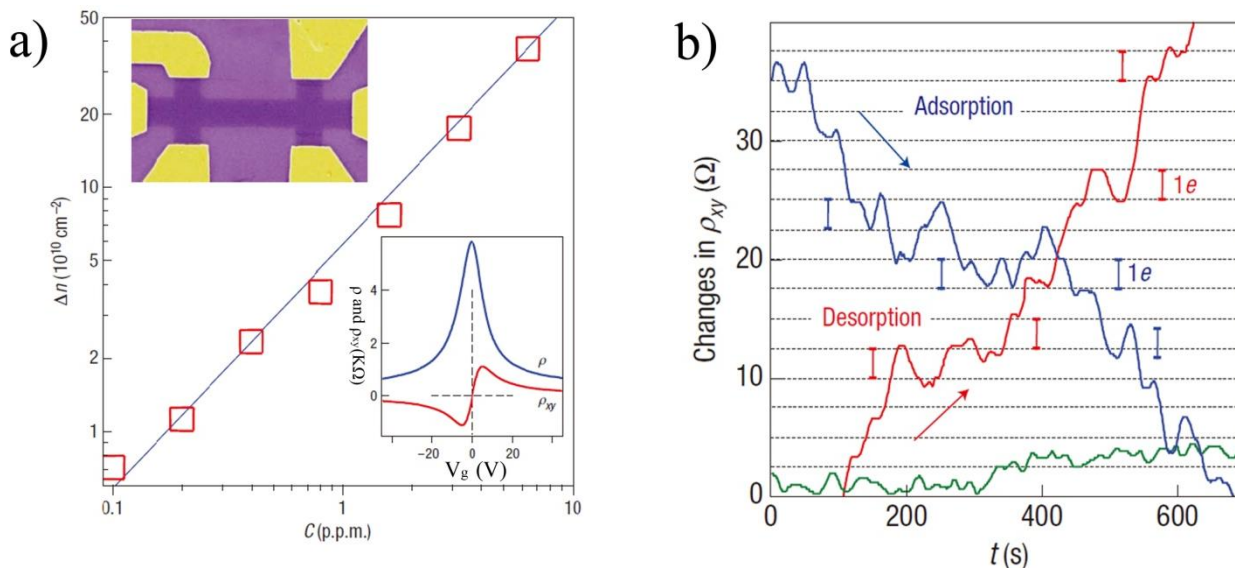 a)
50
20
10
5
2
1
Δn (10¹⁰ cm⁻²)
0.1
1
10
C (p.p.m.)
4
2
0
ρ and ρxy (KΩ)
ρ
ρxy
−20
0
20
Vg (V)
b)
30
20
10
0
Changes in ρxy (Ω)
Adsorption
1e
1e
Desorption
0
200
400
600
t (s)